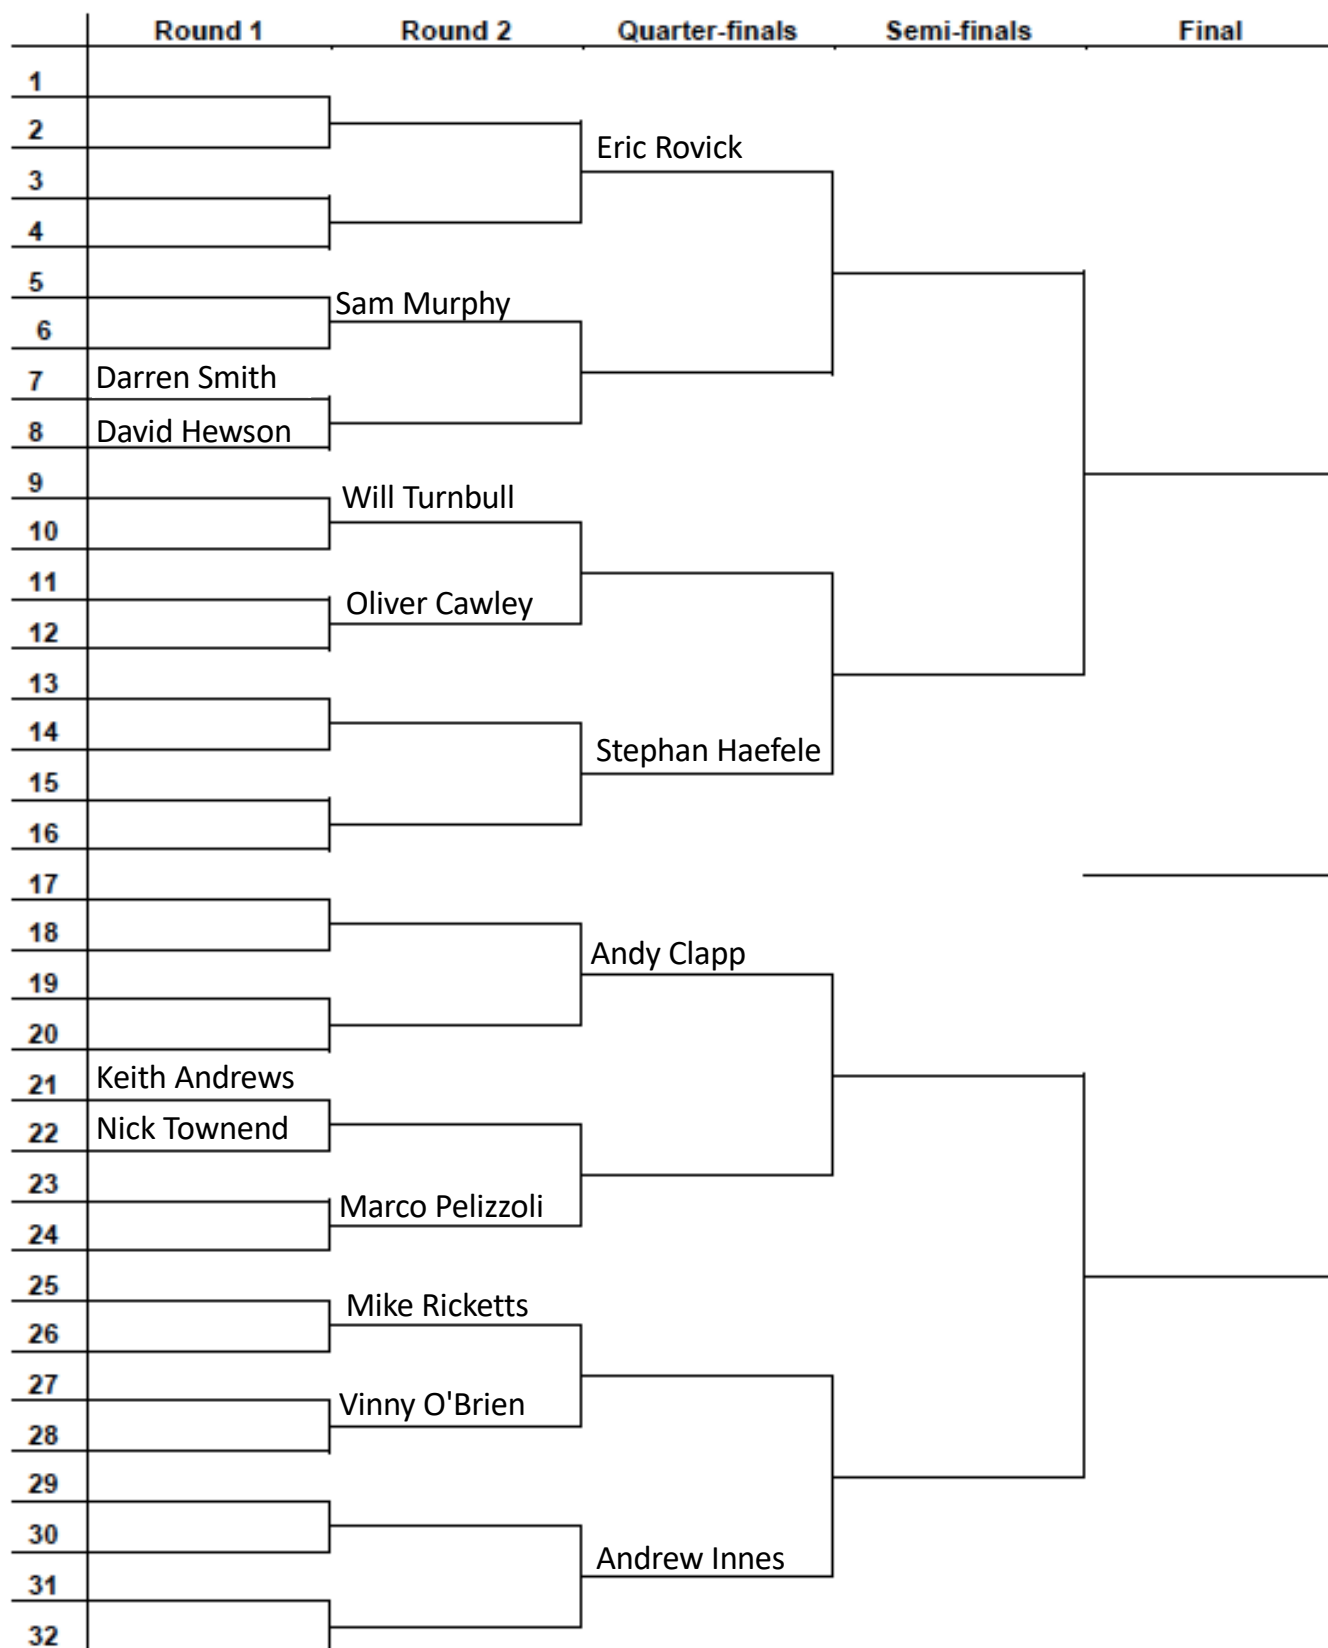 Round 1 Round 2 Quarter-finals Semi-finals Final
1
2
Eric Rovick
3
4
5
Sam Murphy
6
7 Darren Smith
8 David Hewson
9
Will Turnbull
10
11
Oliver Cawley
12
13
14
Stephan Haefele
15
16
17
18
Andy Clapp
19
20
21 Keith Andrews
22 Nick Townend
23
Marco Pelizzoli
24
25
Mike Ricketts
26
27
Vinny O'Brien
28
29
30
Andrew Innes
31
32